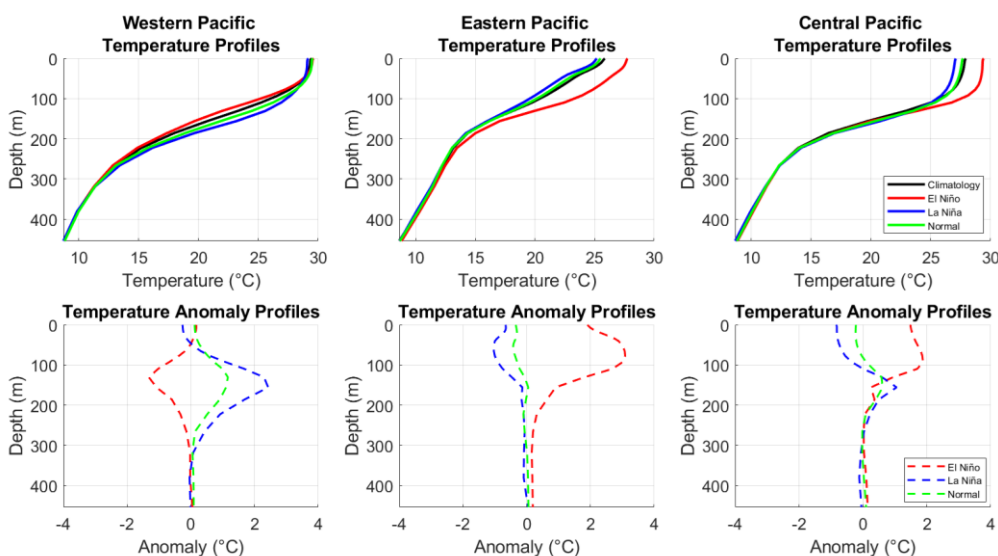 Western Pacific
Temperature Profiles
0
100
200
300
400
Depth (m)
10 15 20 25 30
Temperature (°C)
Eastern Pacific
Temperature Profiles
0
100
200
300
400
Depth (m)
10 15 20 25 30
Temperature (°C)
Central Pacific
Temperature Profiles
0
100
200
300
400
Depth (m)
Climatology
El Niño
La Niña
Normal
10 15 20 25 30
Temperature (°C)
Temperature Anomaly Profiles
0
100
200
300
400
Depth (m)
-4 -2 0 2 4
Anomaly (°C)
Temperature Anomaly Profiles
0
100
200
300
400
Depth (m)
-4 -2 0 2 4
Anomaly (°C)
Temperature Anomaly Profiles
0
100
200
300
400
Depth (m)
El Niño
La Niña
Normal
-4 -2 0 2 4
Anomaly (°C)